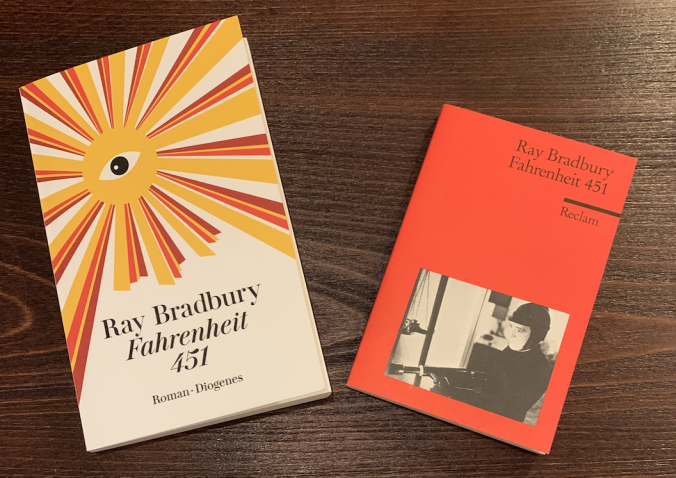 Ray Bradbury
Fahrenheit
451
Roman · Diogenes
Ray Bradbury
Fahrenheit 451
Reclam